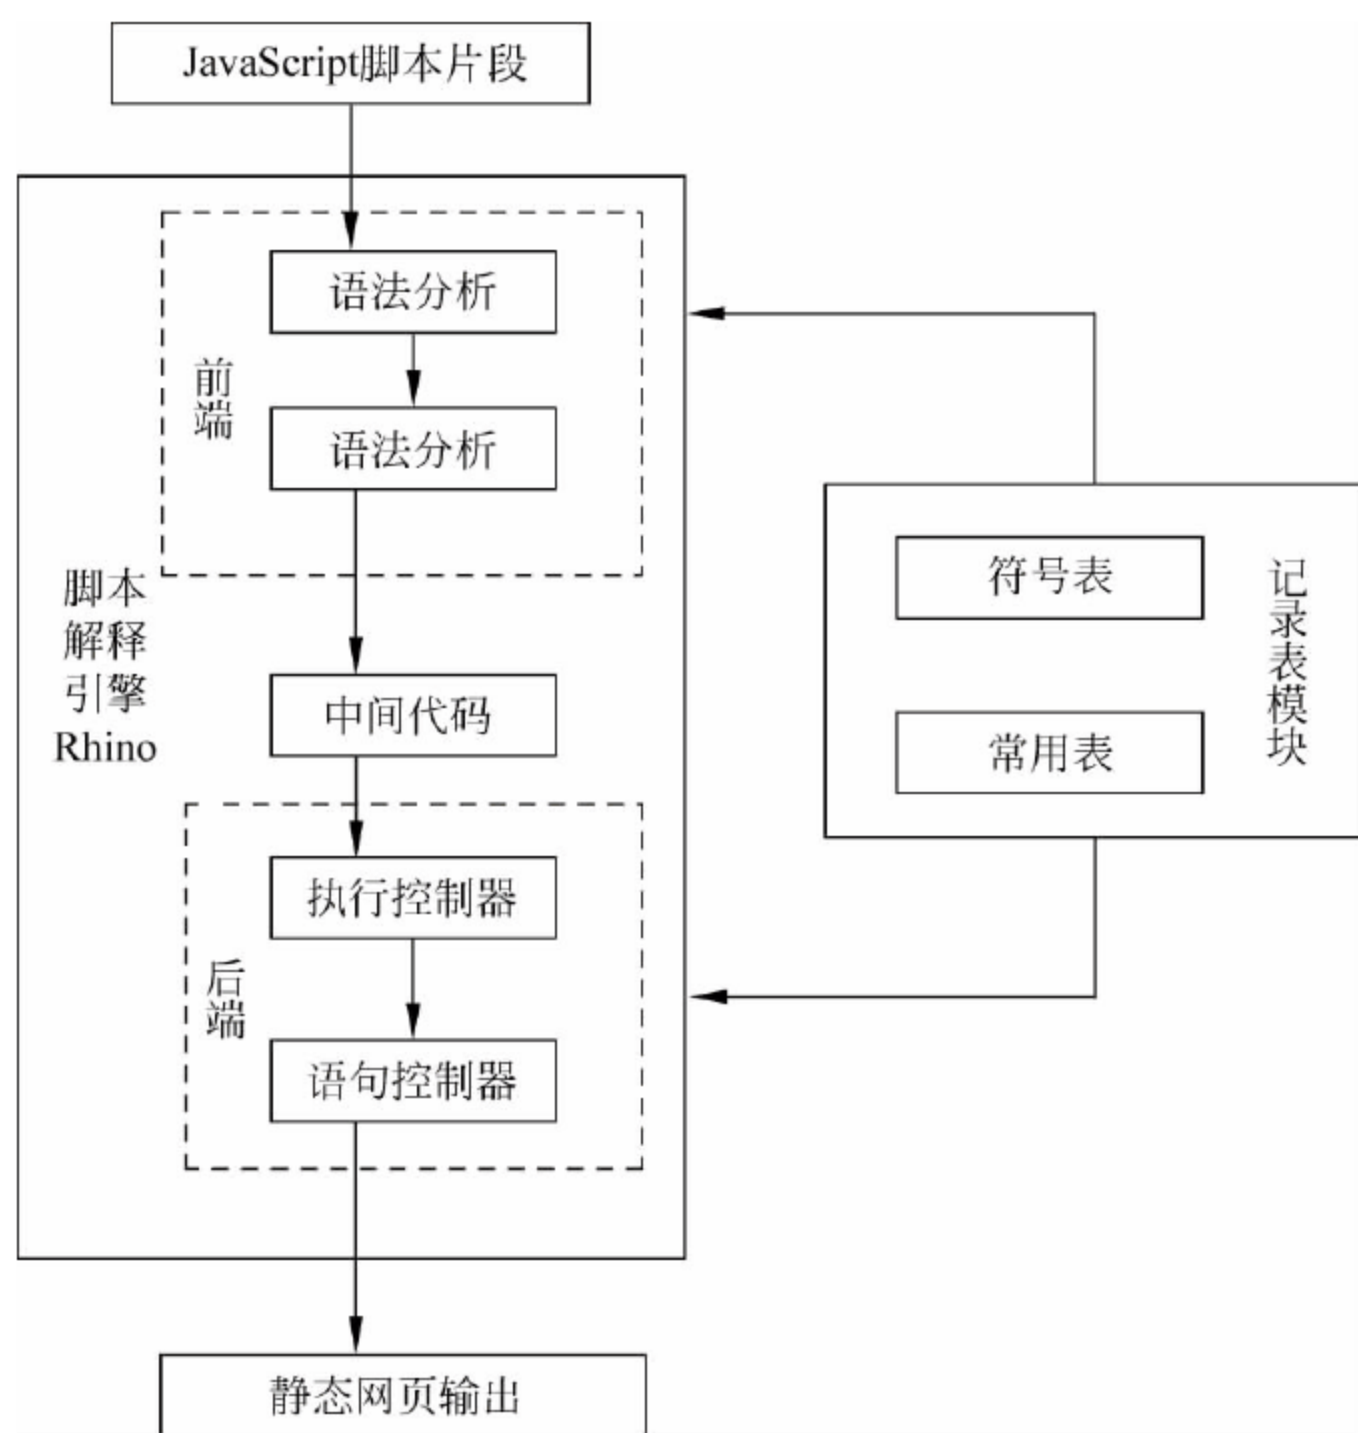 JavaScript脚本片段
语法分析
前端
语法分析
脚本
解释
引擎
Rhino
中间代码
执行控制器
后端
语句控制器
静态网页输出
符号表
常用表
记录表模块